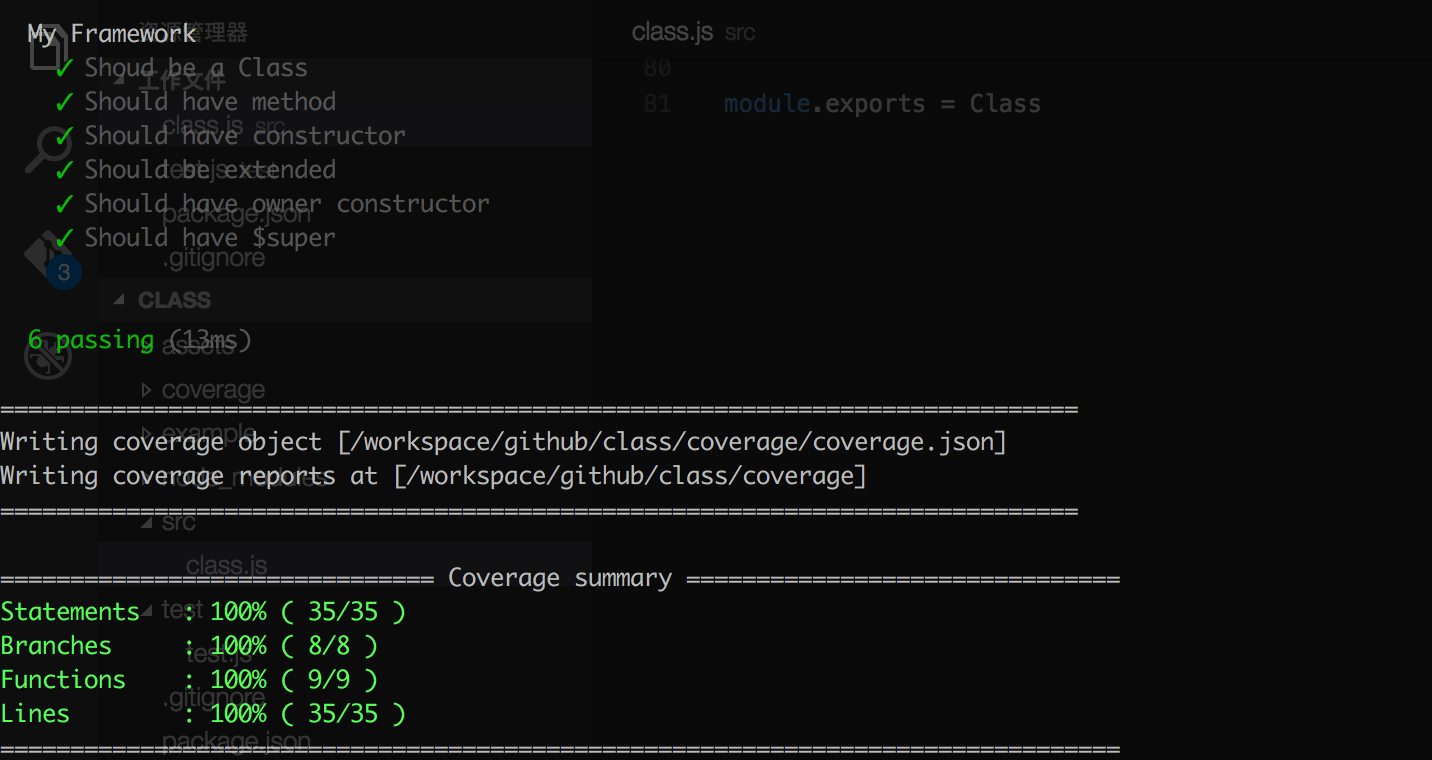 My Framework
✓ Shoud be a Class
✓ Should have method
✓ Should have constructor
✓ Should be extended
✓ Should have owner constructor
✓ Should have $super
6 passing (13ms)
=============================================================================
Writing coverage object [/workspace/github/class/coverage/coverage.json]
Writing coverage reports at [/workspace/github/class/coverage]
=============================================================================
=============================== Coverage summary ===============================
Statements : 100% ( 35/35 )
Branches : 100% ( 8/8 )
Functions : 100% ( 9/9 )
Lines : 100% ( 35/35 )
================================================================================
资源管理器
工作文件
class.js src
test.js test
package.json
.gitignore
3
CLASS
assets
coverage
example
node_modules
src
class.js
test
test.js
.gitignore
package.json
class.js src
80
81 module.exports = Class